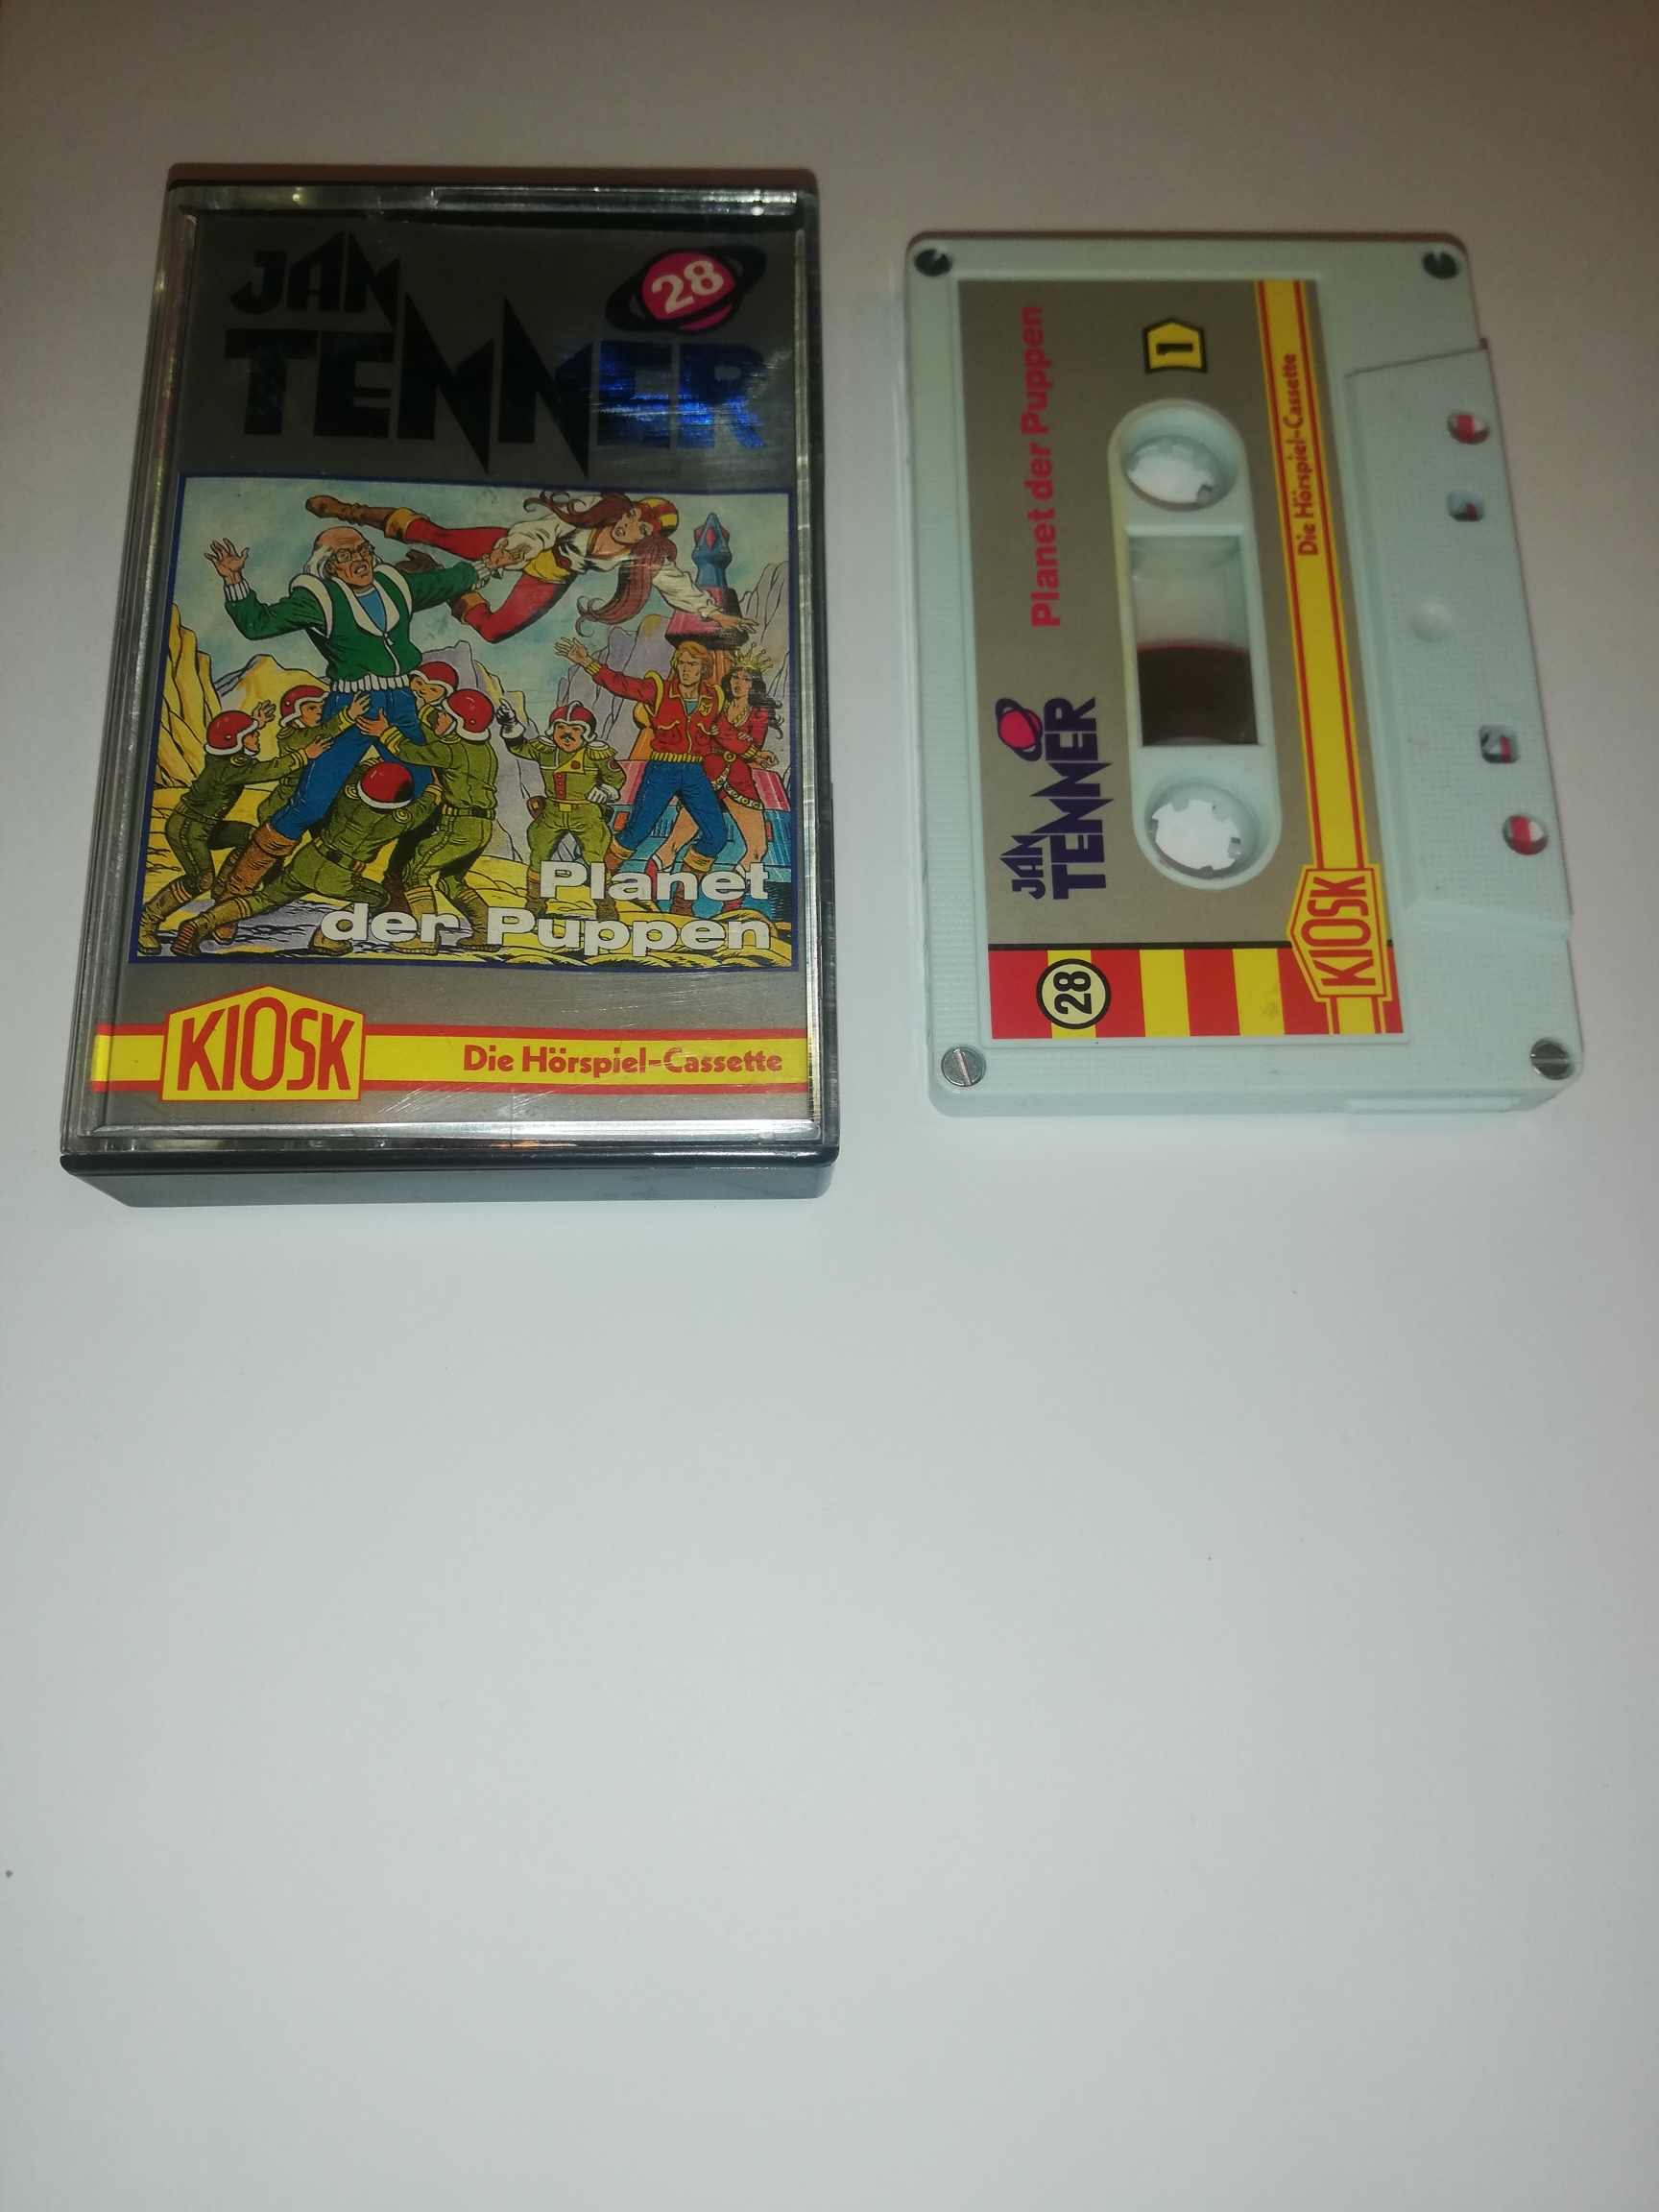 JAN
TENNER
28
Planet
der Puppen
KIOSK
Die Hörspiel-Cassette
28
JAN
TENNER
Planet der Puppen
1
KIOSK
Die Hörspiel-Cassette